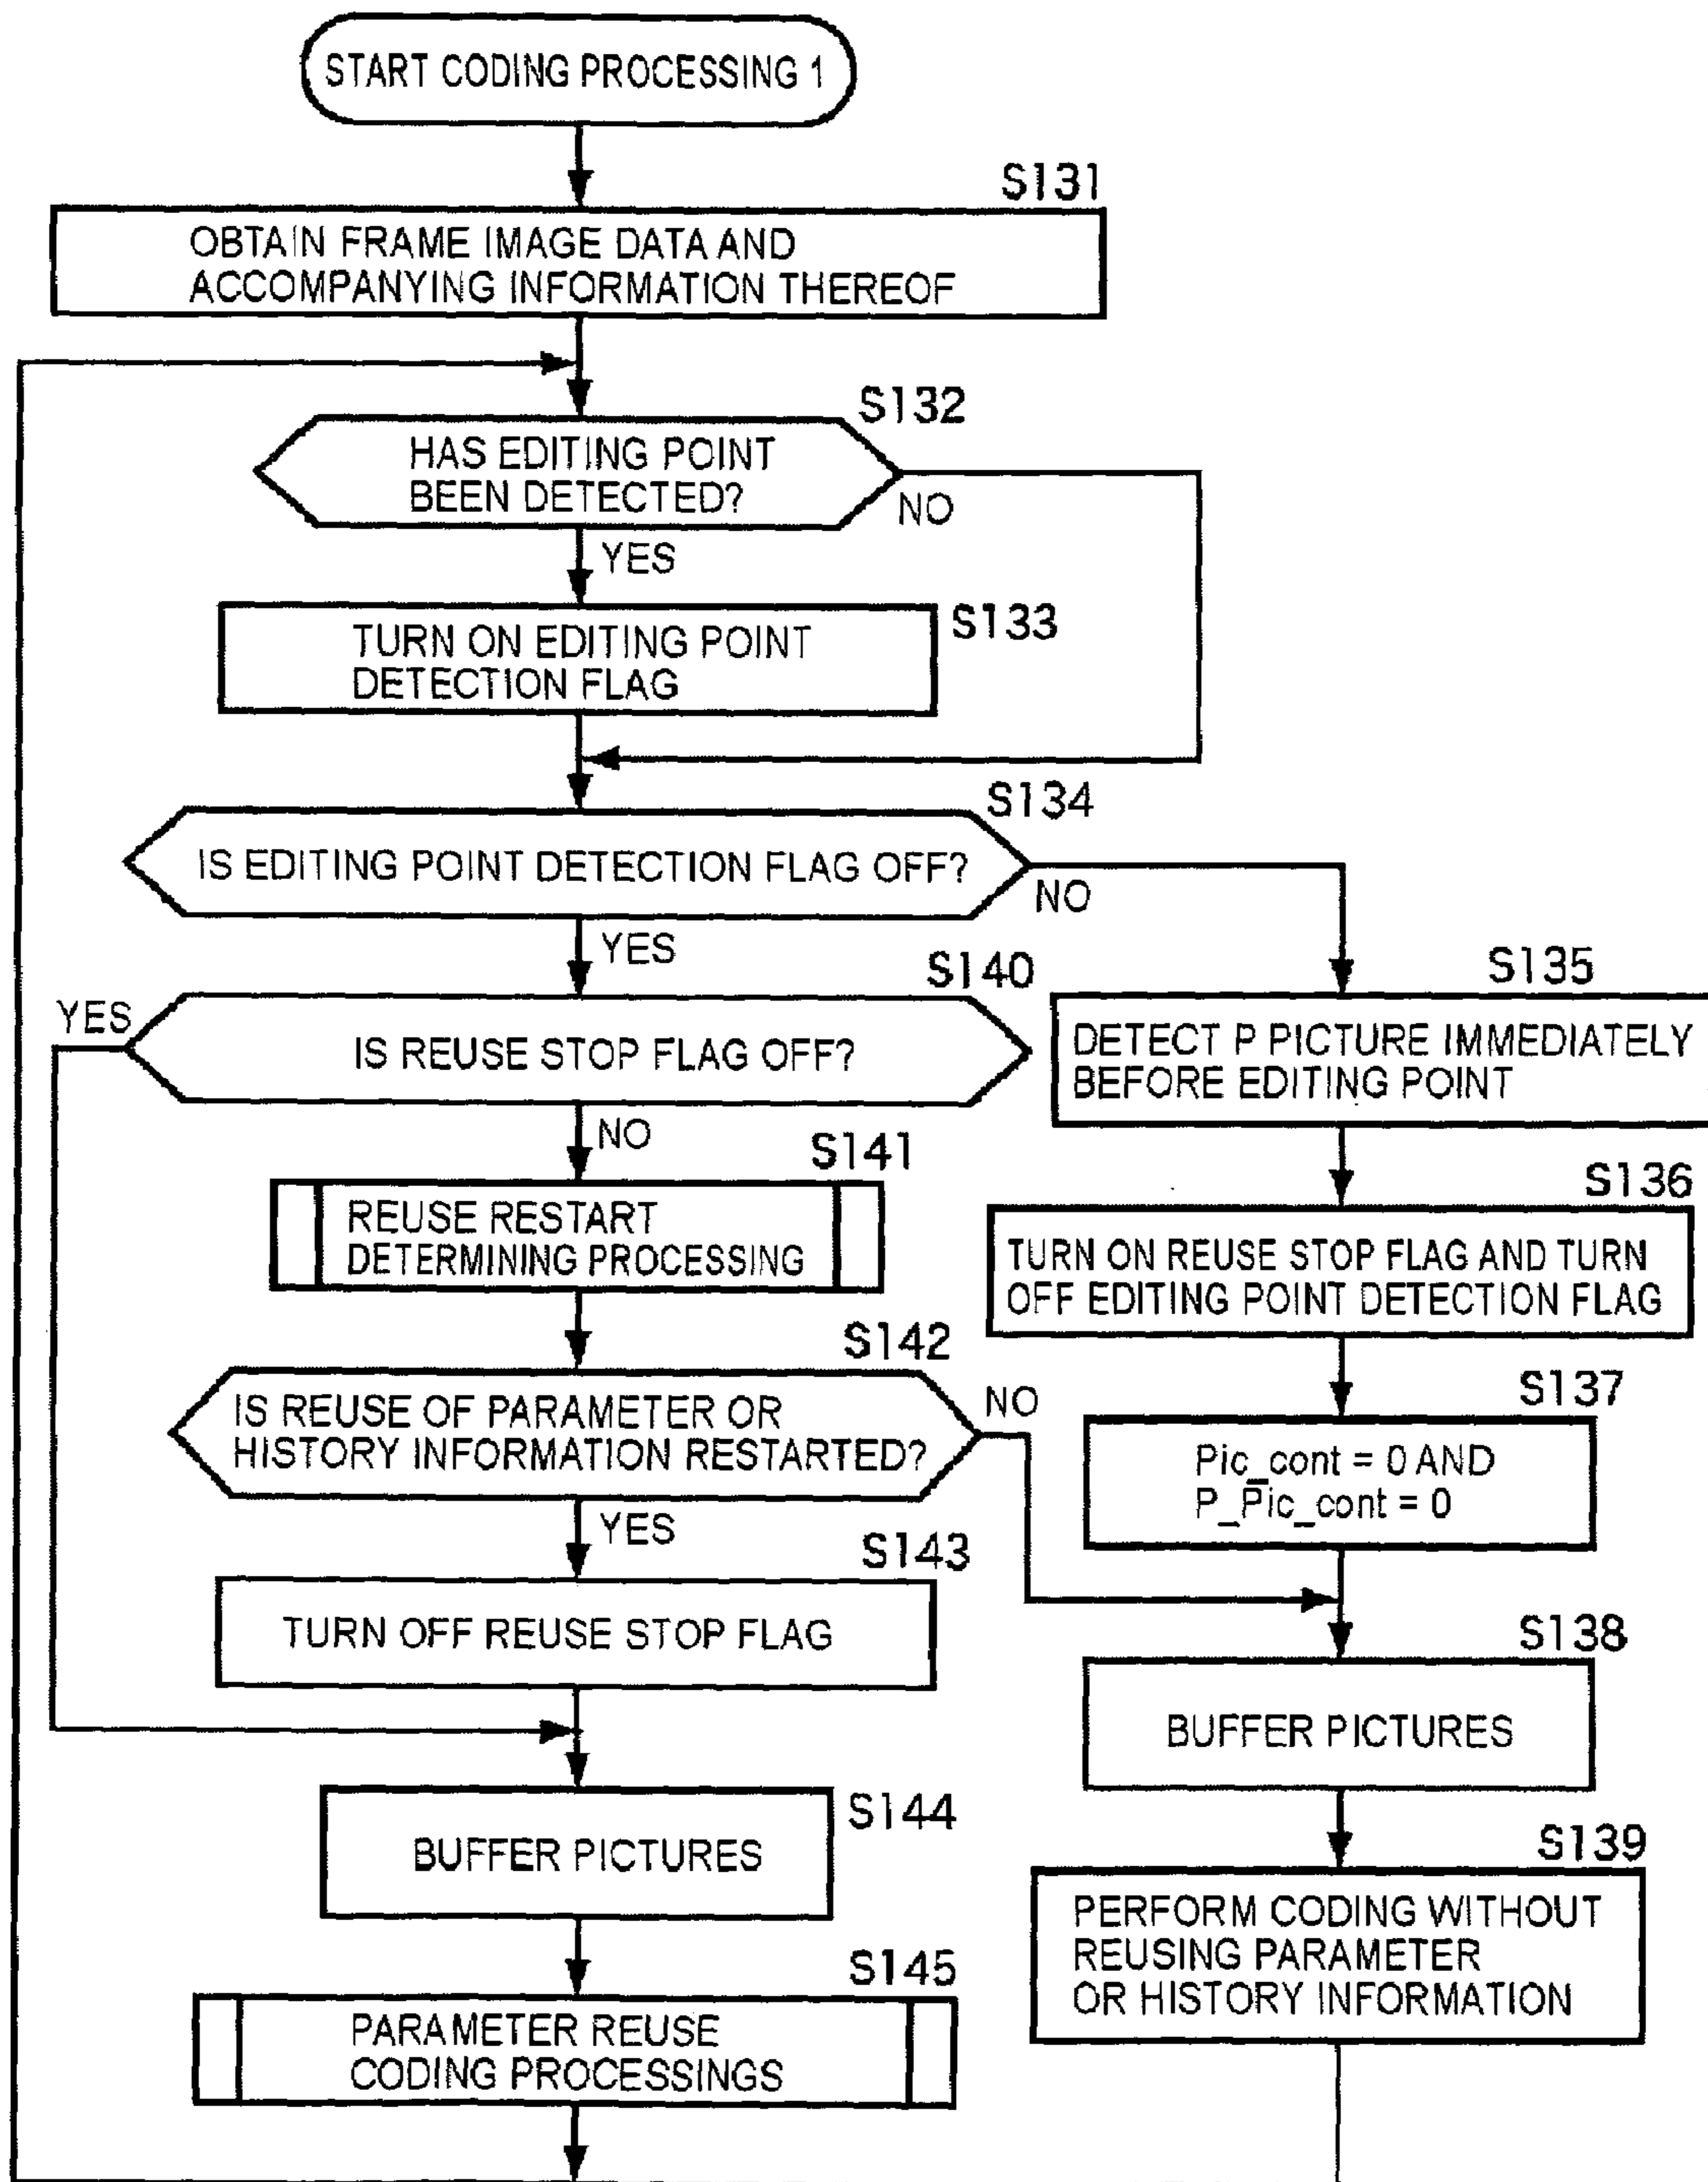 START CODING PROCESSING 1
S131
OBTAIN FRAME IMAGE DATA AND
ACCOMPANYING INFORMATION THEREOF
S132
HAS EDITING POINT
BEEN DETECTED?
NO
YES
S133
TURN ON EDITING POINT
DETECTION FLAG
S134
IS EDITING POINT DETECTION FLAG OFF?
NO
YES
S140
YES
IS REUSE STOP FLAG OFF?
NO
S135
DETECT P PICTURE IMMEDIATELY
BEFORE EDITING POINT
S141
REUSE RESTART
DETERMINING PROCESSING
S136
TURN ON REUSE STOP FLAG AND TURN
OFF EDITING POINT DETECTION FLAG
S142
IS REUSE OF PARAMETER OR
HISTORY INFORMATION RESTARTED?
NO
YES
S137
Pic_cont = 0 AND
P_Pic_cont = 0
S143
TURN OFF REUSE STOP FLAG
S138
BUFFER PICTURES
S144
BUFFER PICTURES
S139
PERFORM CODING WITHOUT
REUSING PARAMETER
OR HISTORY INFORMATION
S145
PARAMETER REUSE
CODING PROCESSINGS